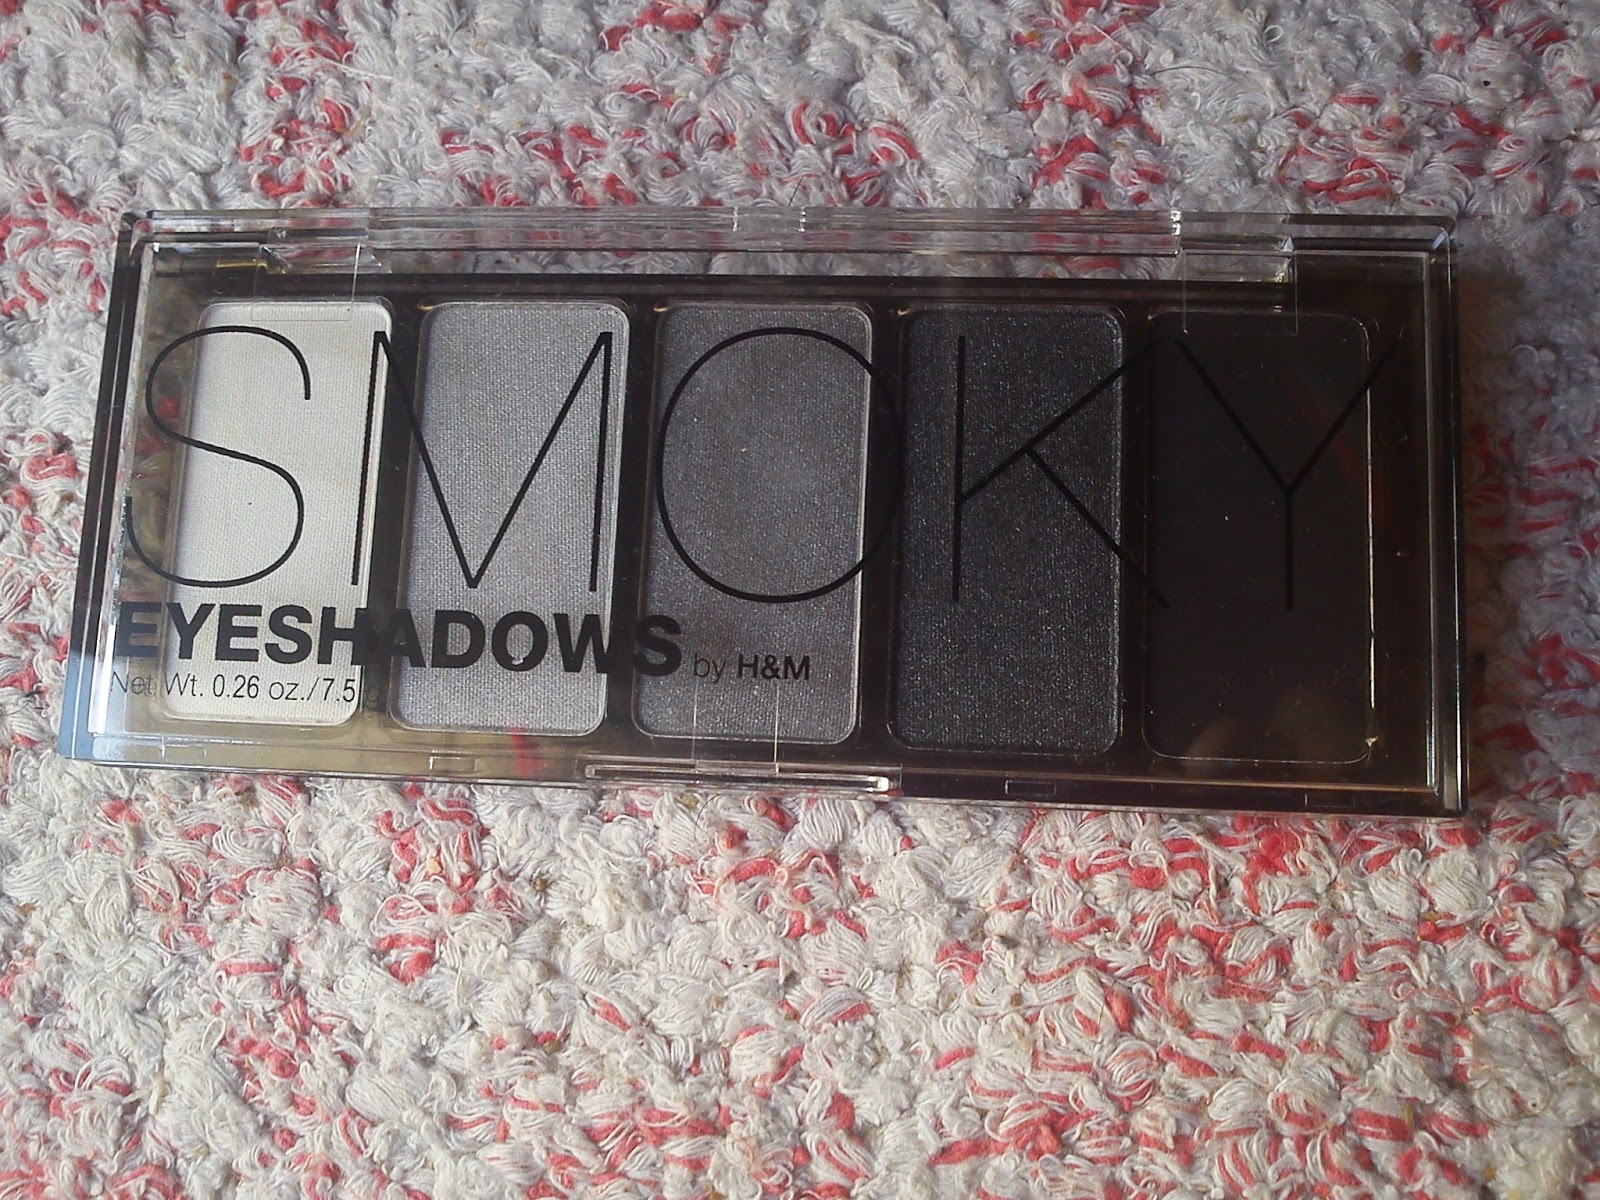 SMOKY
EYESHADOWS by H&M
Net Wt. 0.26 oz./7.5 g